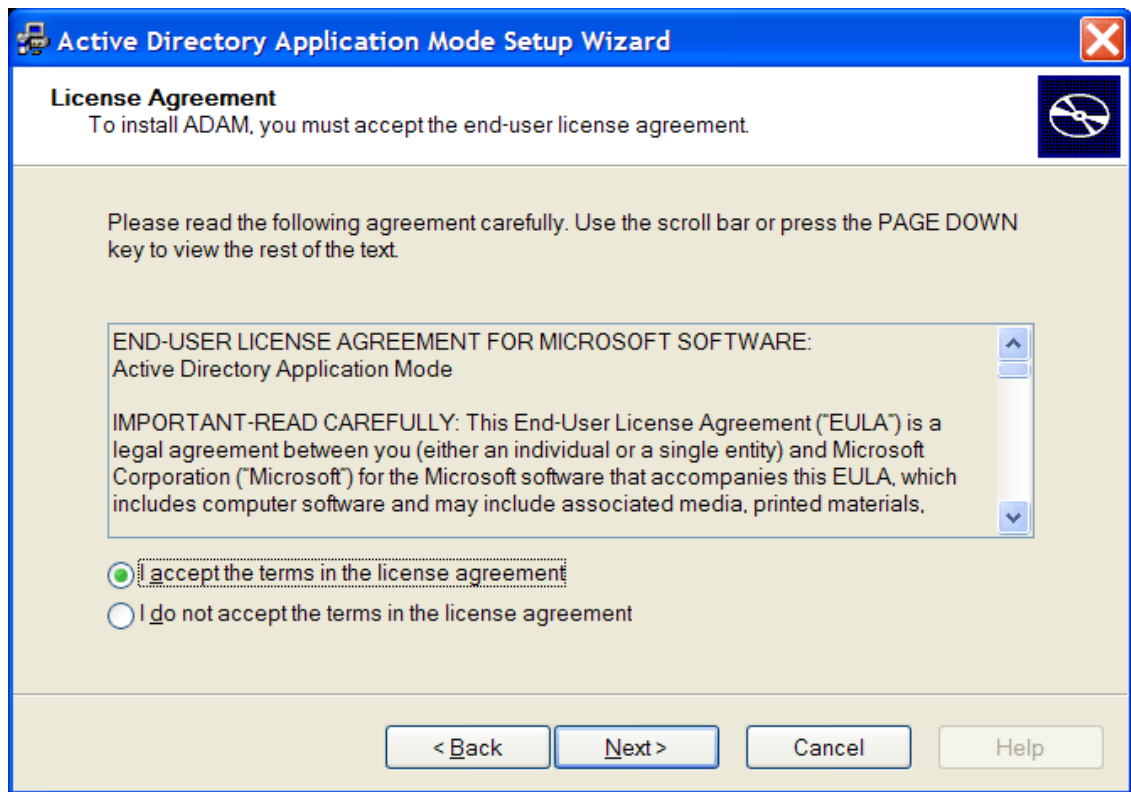 Active Directory Application Mode Setup Wizard
License Agreement
To install ADAM, you must accept the end-user license agreement.
Please read the following agreement carefully. Use the scroll bar or press the PAGE DOWN
key to view the rest of the text.
END-USER LICENSE AGREEMENT FOR MICROSOFT SOFTWARE:
Active Directory Application Mode
IMPORTANT-READ CAREFULLY: This End-User License Agreement ("EULA") is a
legal agreement between you (either an individual or a single entity) and Microsoft
Corporation ("Microsoft") for the Microsoft software that accompanies this EULA, which
includes computer software and may include associated media, printed materials,
I accept the terms in the license agreement
I do not accept the terms in the license agreement
< Back Next > Cancel Help